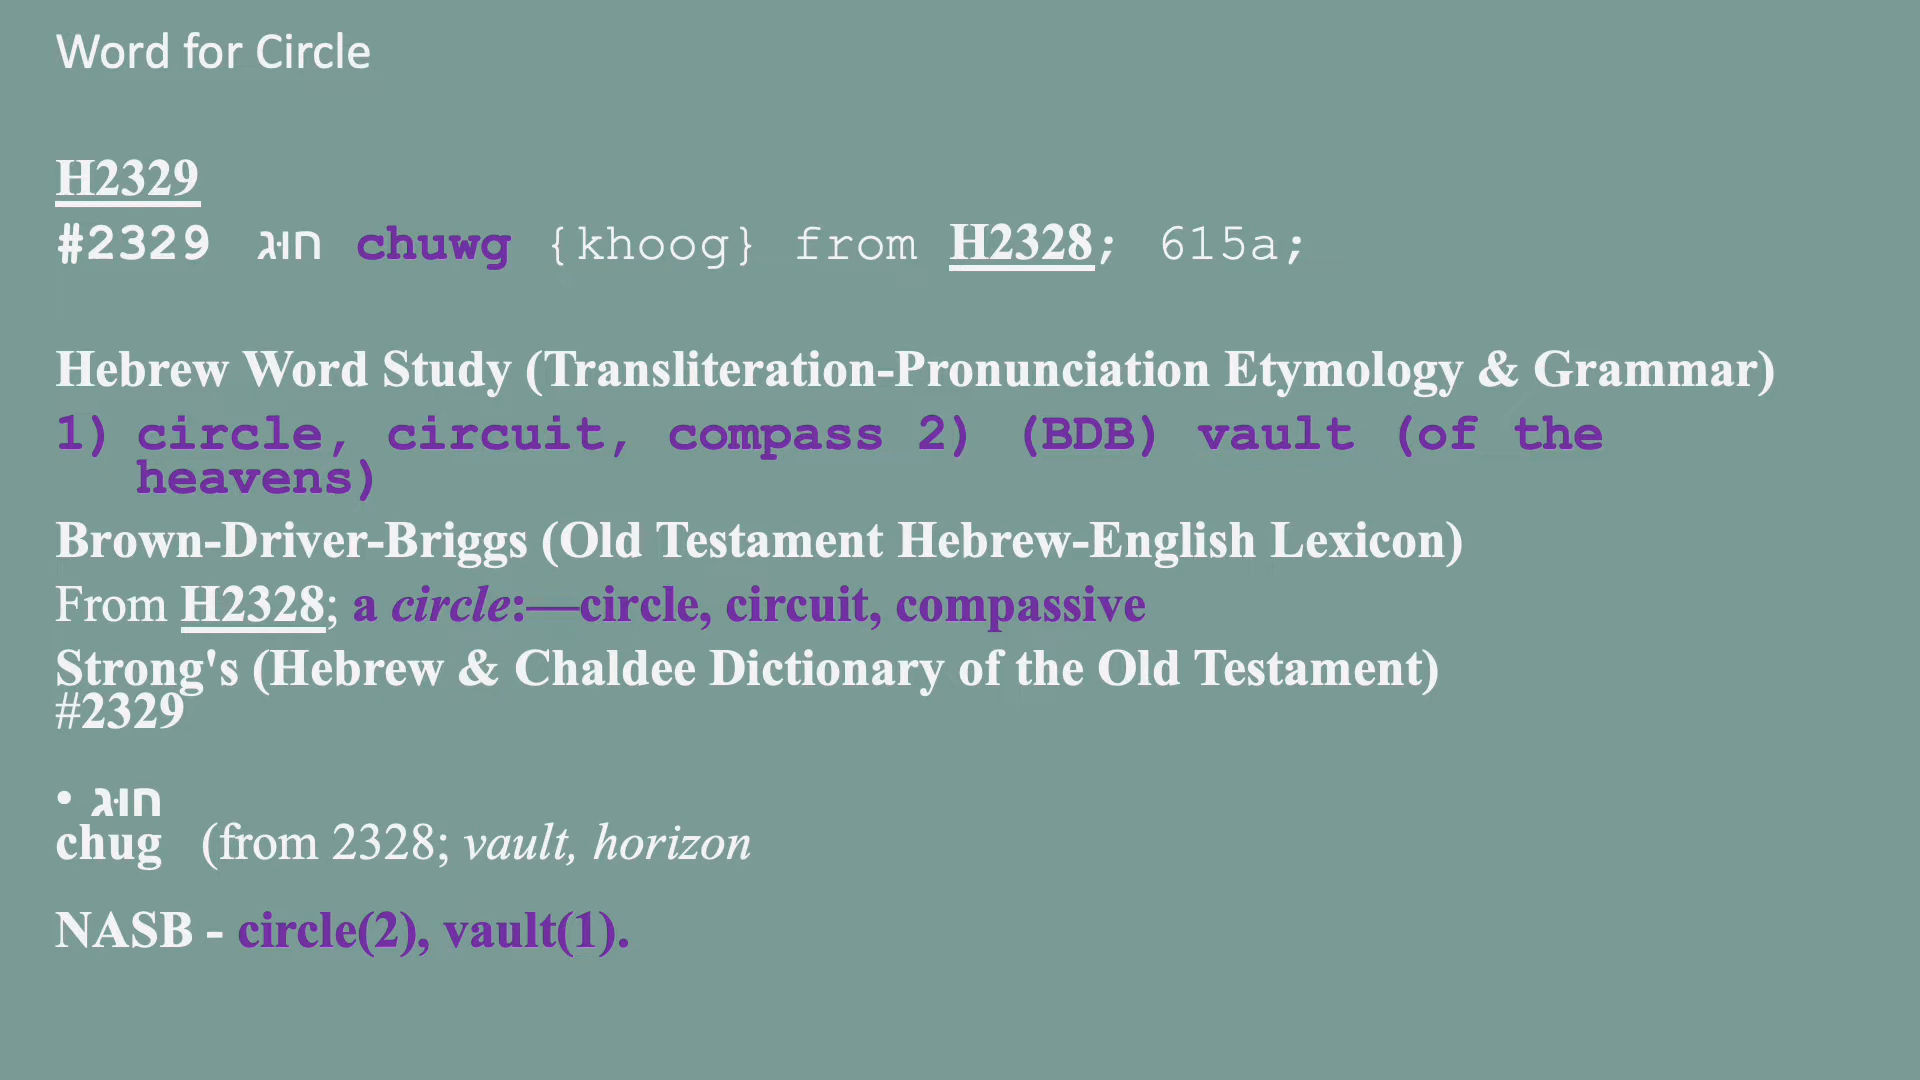 Word for Circle
H2329
#2329 חוּג chuwg {khoog} from H2328; 615a;
Hebrew Word Study (Transliteration-Pronunciation Etymology & Grammar)
1) circle, circuit, compass 2) (BDB) vault (of the
heavens)
Brown-Driver-Briggs (Old Testament Hebrew-English Lexicon)
From H2328; a circle:—circle, circuit, compassive
Strong's (Hebrew & Chaldee Dictionary of the Old Testament)
#2329
• חוּג
chug (from 2328; vault, horizon
NASB - circle(2), vault(1).